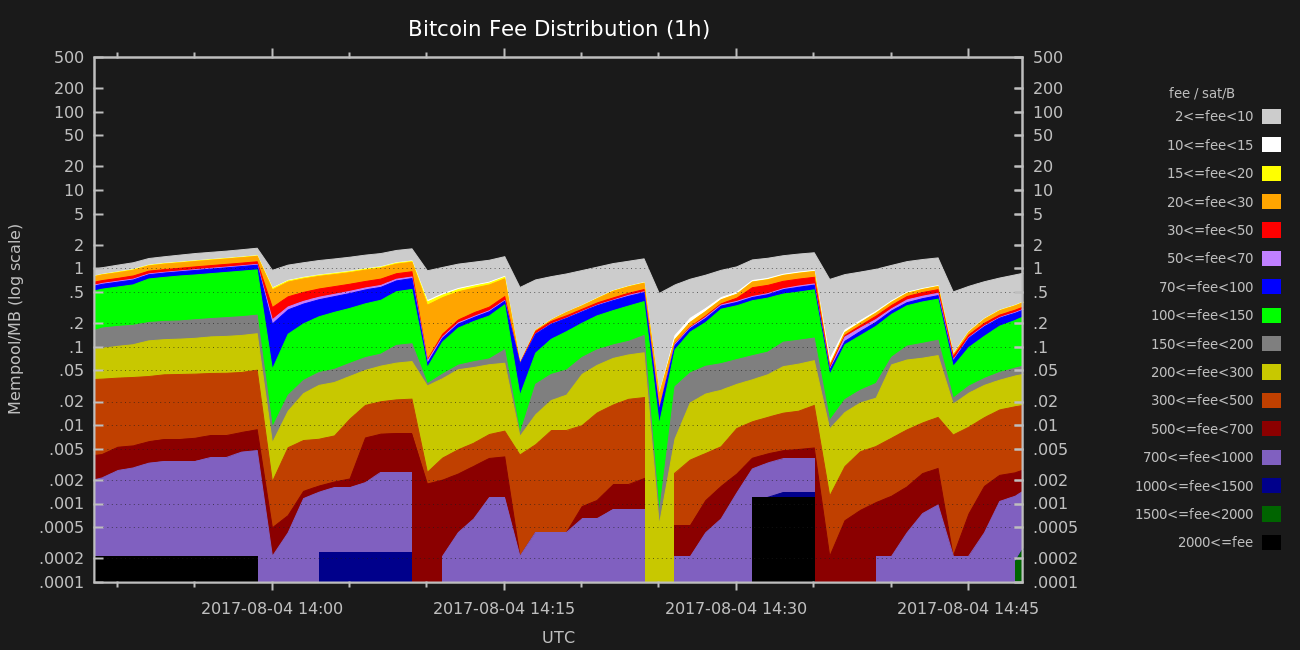 Bitcoin Fee Distribution (1h)
500 500
200 200
100 100
50 50
20 20
10 10
5 5
2 2
1 1
.5 .5
.2 .2
.1 .1
.05 .05
.02 .02
.01 .01
.005 .005
.002 .002
.001 .001
.0005 .0005
.0002 .0002
.0001 .0001
Mempool/MB (log scale)
2017-08-04 14:00 2017-08-04 14:15 2017-08-04 14:30 2017-08-04 14:45
UTC
fee / sat/B
2<=fee<10
10<=fee<15
15<=fee<20
20<=fee<30
30<=fee<50
50<=fee<70
70<=fee<100
100<=fee<150
150<=fee<200
200<=fee<300
300<=fee<500
500<=fee<700
700<=fee<1000
1000<=fee<1500
1500<=fee<2000
2000<=fee